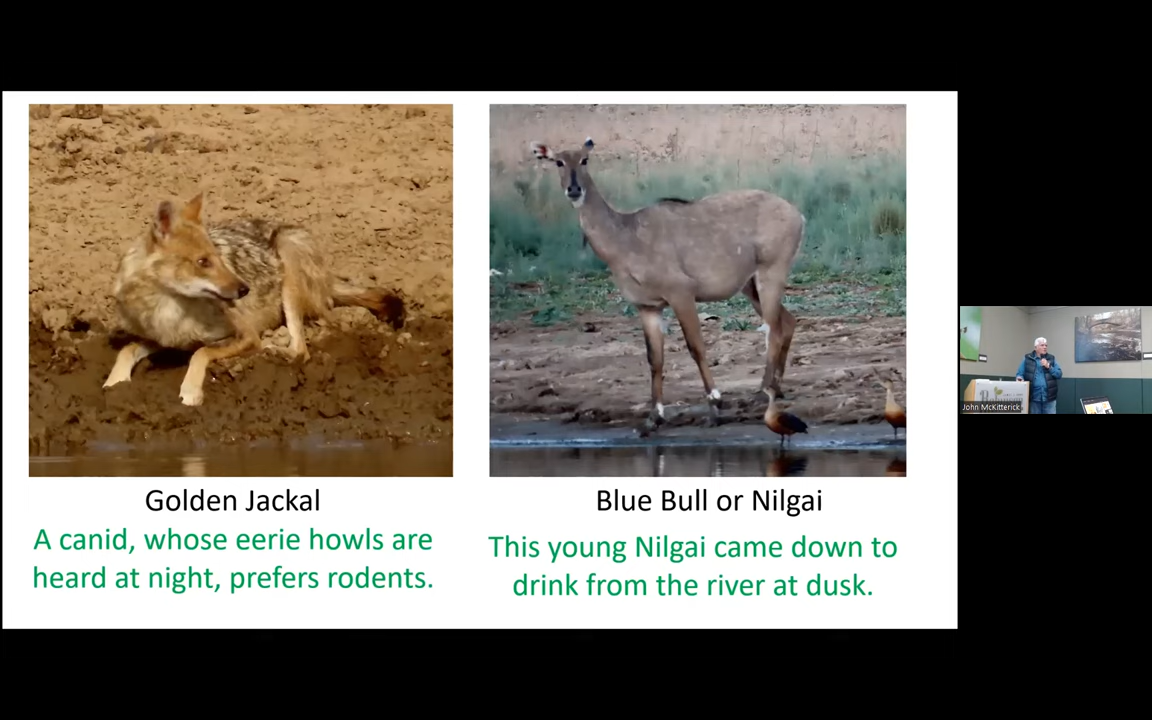 Golden Jackal
A canid, whose eerie howls are
heard at night, prefers rodents.
Blue Bull or Nilgai
This young Nilgai came down to
drink from the river at dusk.
John McKitterick